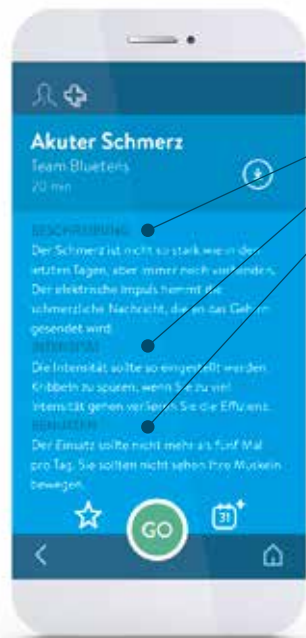 Akuter Schmerz
Team Bluetens
20 min
BESCHREIBUNG
Der Schmerz ist nicht so stark wie in den
letzten Tagen, aber immer noch vorhanden.
Der elektrische Impuls hemmt die
schmerzliche Nachricht, die an das Gehirn
gesendet wird.
INTENSITÄT
Die Intensität sollte so eingestellt werden
Kribbeln zu spüren, wenn Sie zu viel
Intensität gehen verlieren Sie die Effizienz.
BENUTZEN
Der Einsatz sollte nicht mehr als fünf Mal
pro Tag. Sie sollten nicht sehen Ihre Muskeln
bewegen.
GO
31